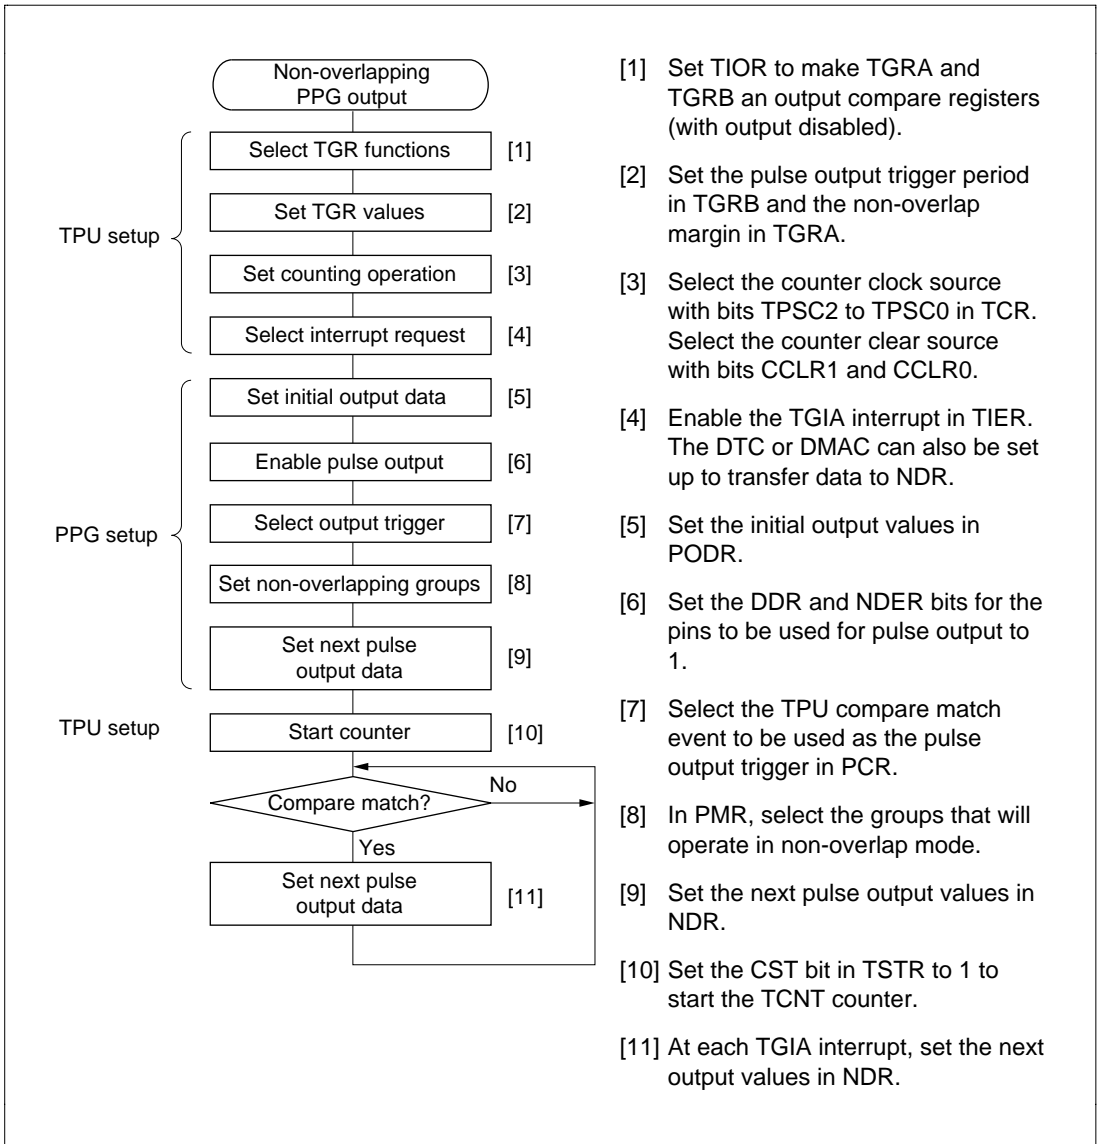 Non-overlapping
PPG output
TPU setup
Select TGR functions [1]
Set TGR values [2]
Set counting operation [3]
Select interrupt request [4]
PPG setup
Set initial output data [5]
Enable pulse output [6]
Select output trigger [7]
Set non-overlapping groups [8]
Set next pulse
output data [9]
TPU setup
Start counter [10]
Compare match?
No
Yes
Set next pulse
output data [11]
[1] Set TIOR to make TGRA and
TGRB an output compare registers
(with output disabled).
[2] Set the pulse output trigger period
in TGRB and the non-overlap
margin in TGRA.
[3] Select the counter clock source
with bits TPSC2 to TPSC0 in TCR.
Select the counter clear source
with bits CCLR1 and CCLR0.
[4] Enable the TGIA interrupt in TIER.
The DTC or DMAC can also be set
up to transfer data to NDR.
[5] Set the initial output values in
PODR.
[6] Set the DDR and NDER bits for the
pins to be used for pulse output to
1.
[7] Select the TPU compare match
event to be used as the pulse
output trigger in PCR.
[8] In PMR, select the groups that will
operate in non-overlap mode.
[9] Set the next pulse output values in
NDR.
[10] Set the CST bit in TSTR to 1 to
start the TCNT counter.
[11] At each TGIA interrupt, set the next
output values in NDR.